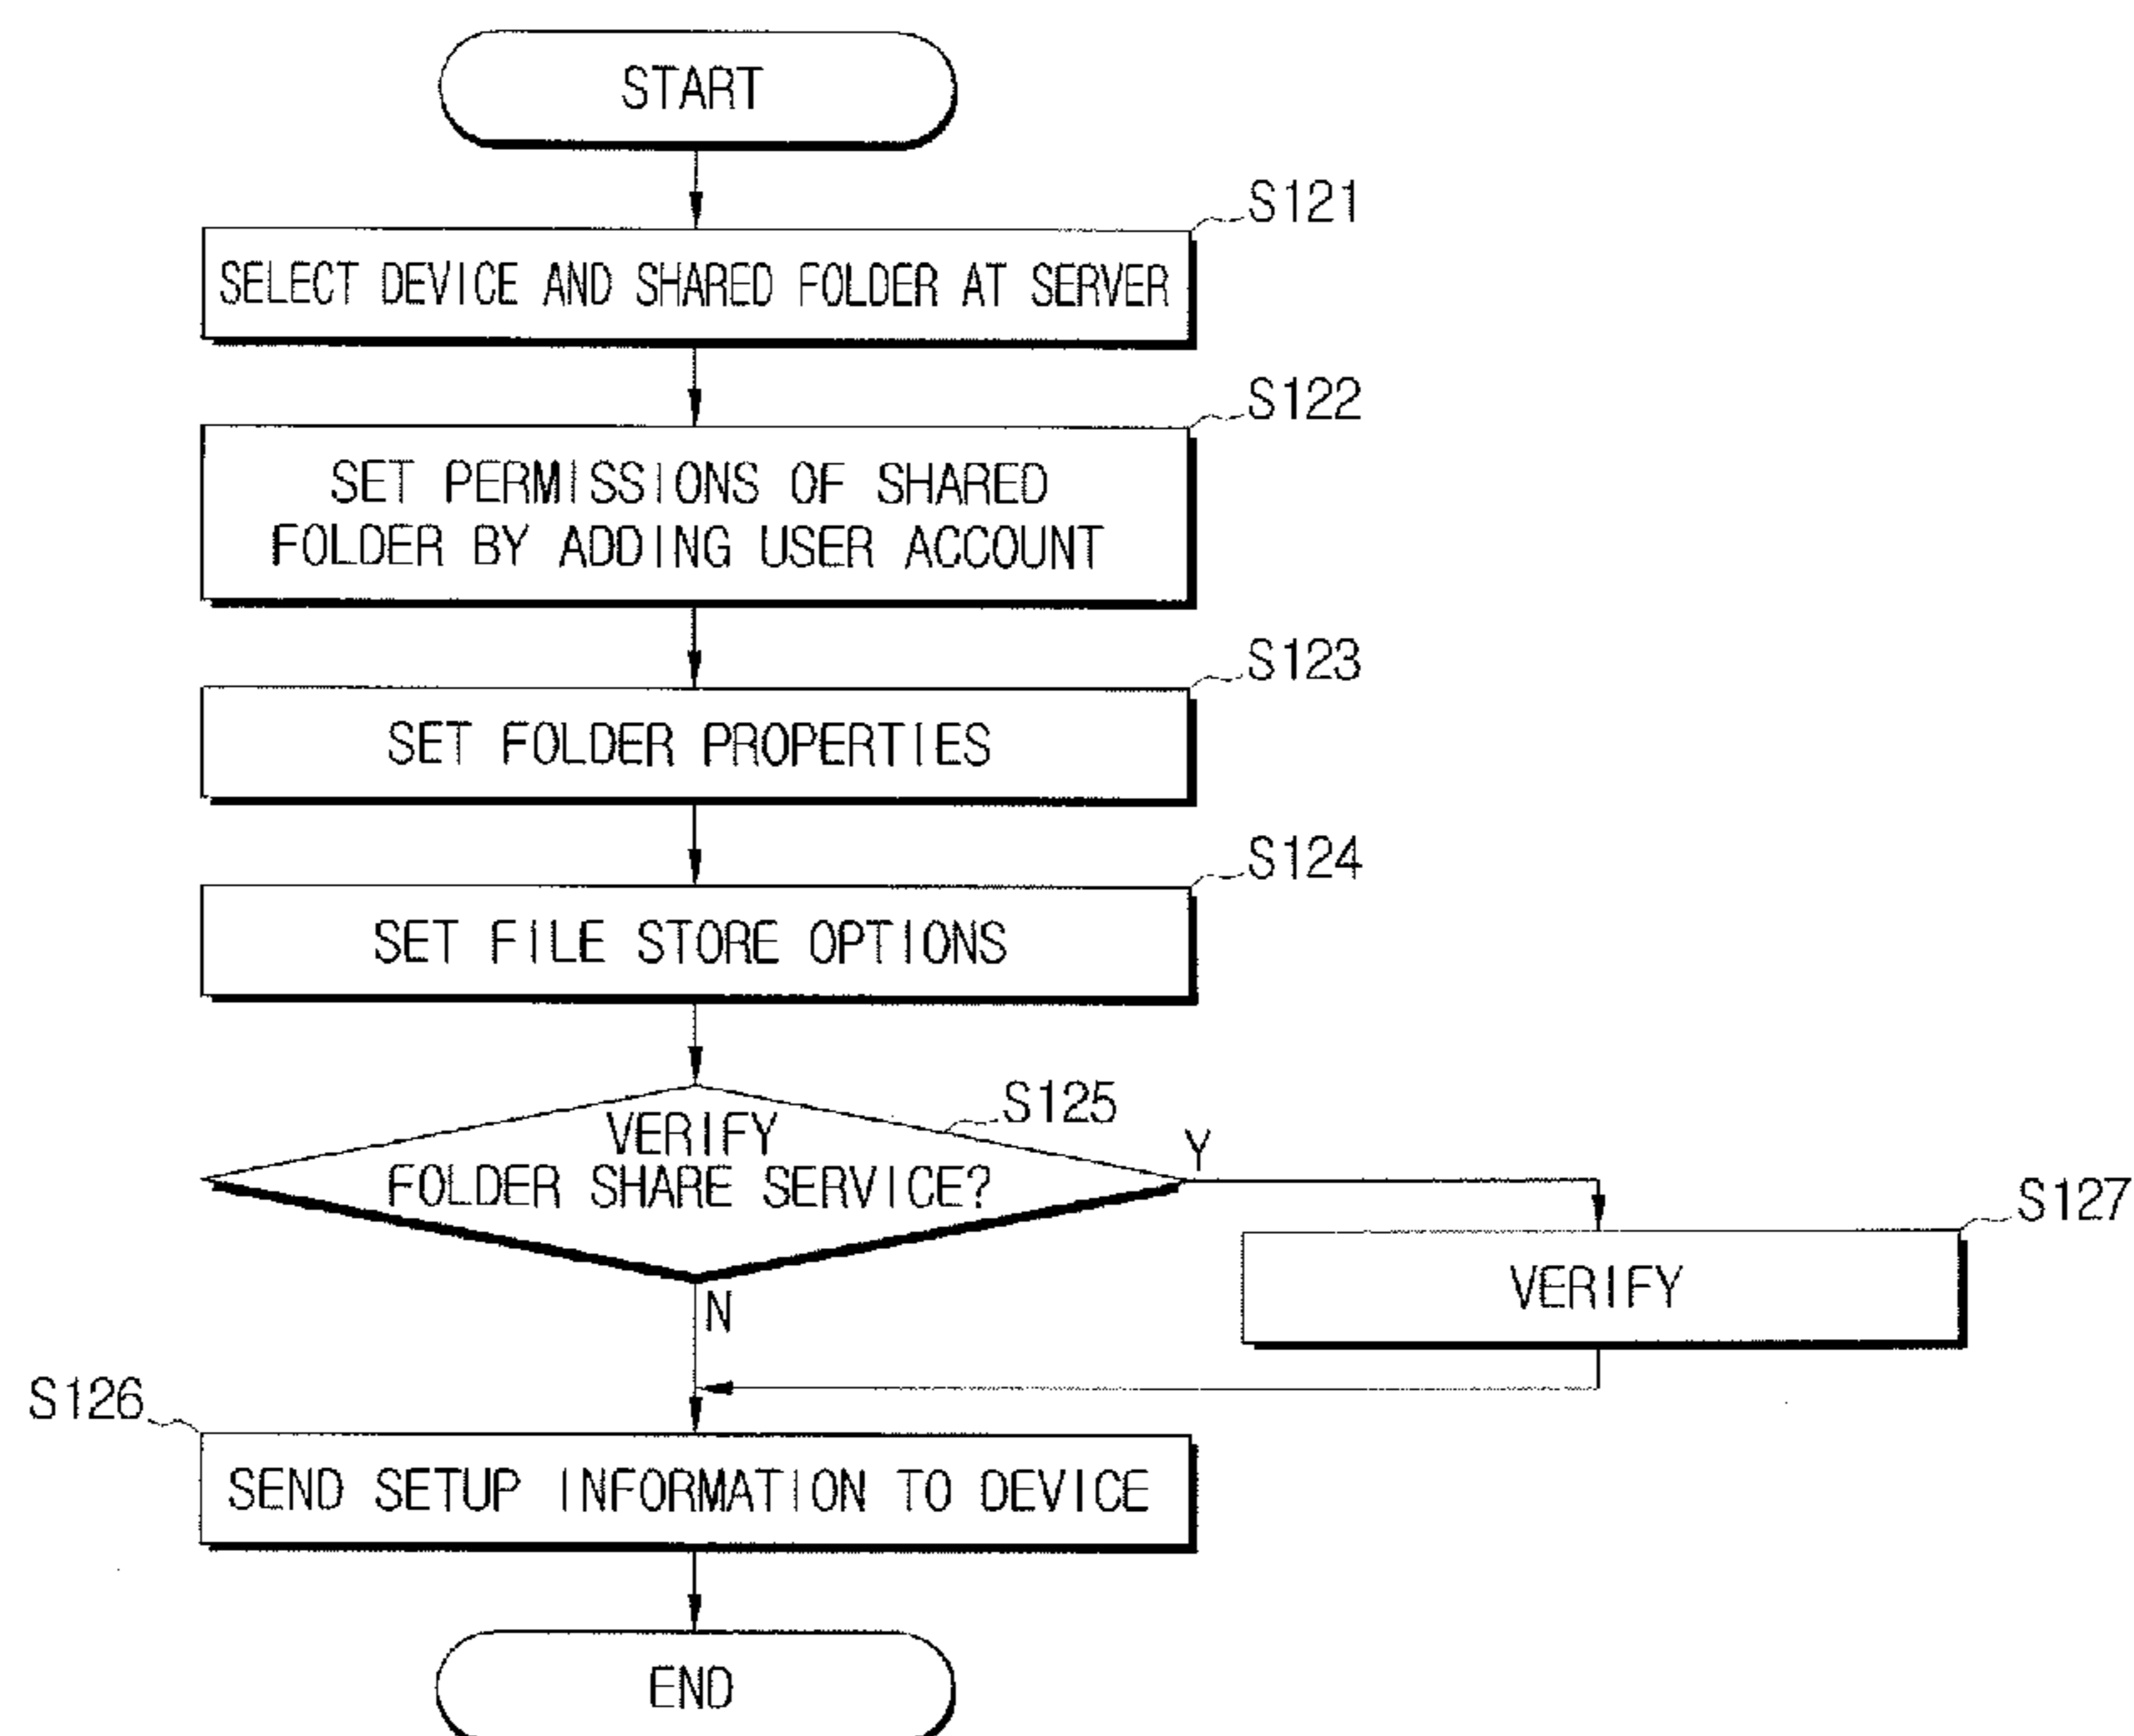 START
S121
SELECT DEVICE AND SHARED FOLDER AT SERVER
S122
SET PERMISSIONS OF SHARED
FOLDER BY ADDING USER ACCOUNT
S123
SET FOLDER PROPERTIES
S124
SET FILE STORE OPTIONS
S125
VERIFY
FOLDER SHARE SERVICE?
Y
S127
VERIFY
N
S126
SEND SETUP INFORMATION TO DEVICE
END